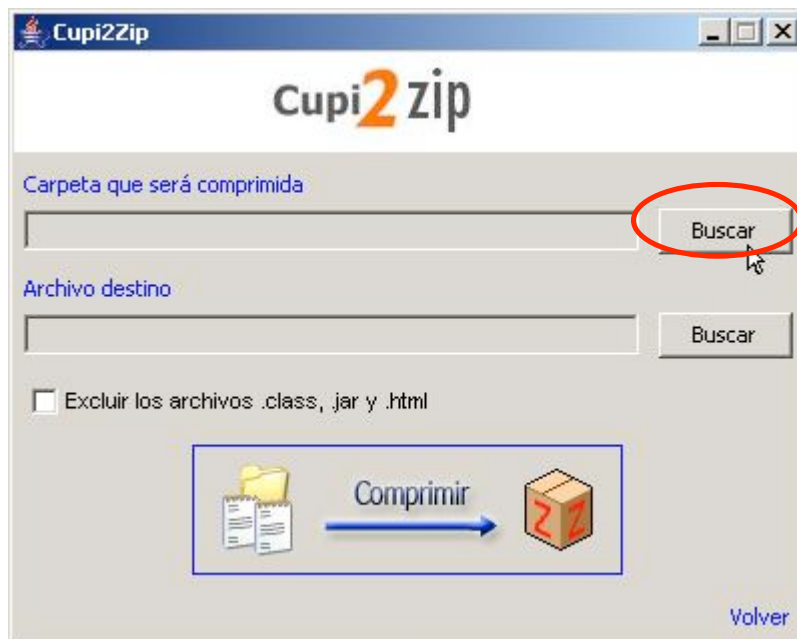 Cupi2Zip
Cupi2zip
Carpeta que será comprimida
Buscar
Archivo destino
Buscar
Excluir los archivos .class, .jar y .html
Comprimir
Z Z
Volver